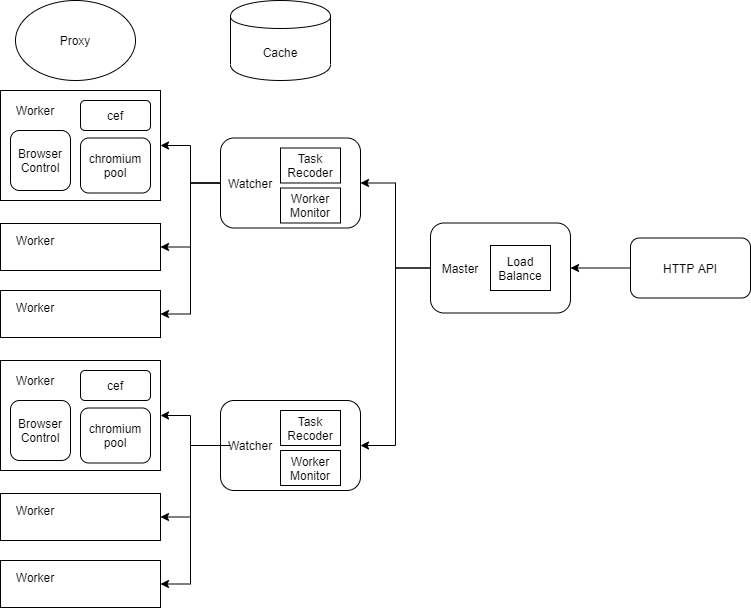 Proxy
Cache
Worker
cef
Browser
Control
chromium
pool
Worker
Worker
Watcher
Task
Recoder
Worker
Monitor
Master
Load
Balance
HTTP API
Worker
cef
Browser
Control
chromium
pool
Worker
Worker
Watcher
Task
Recoder
Worker
Monitor